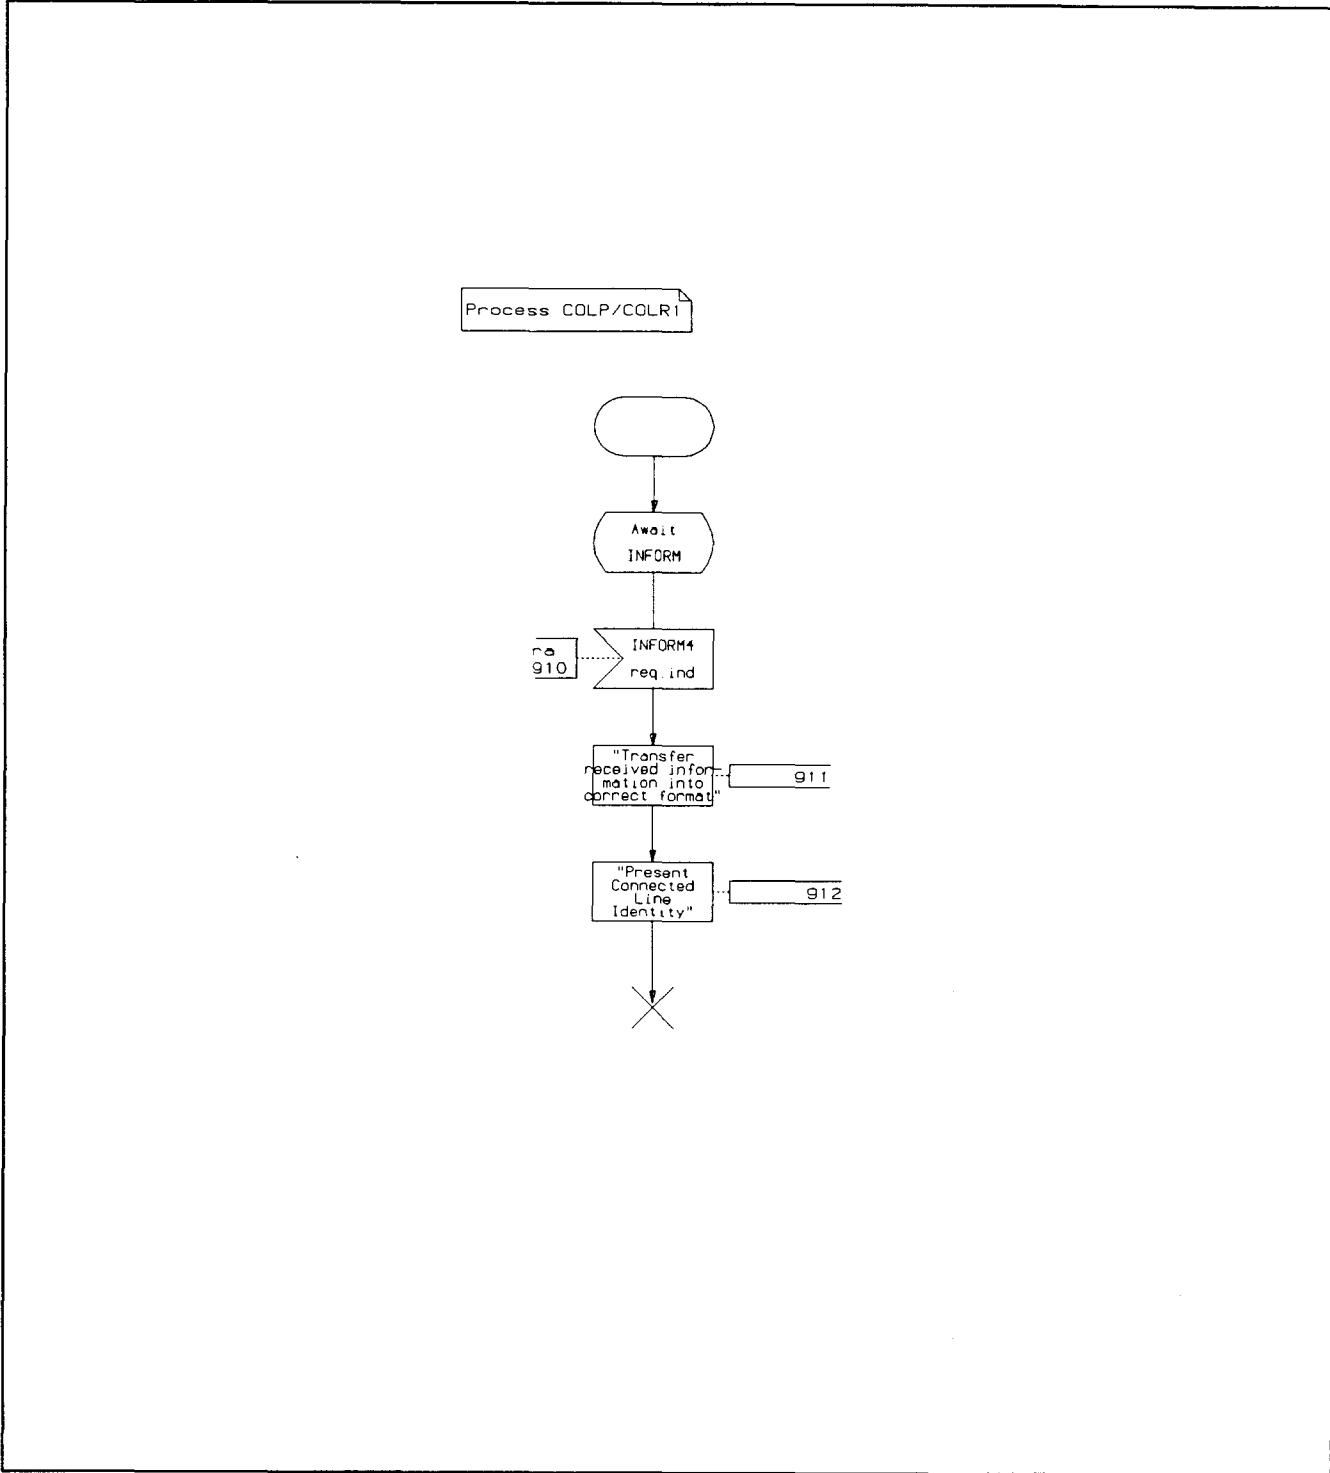 Process COLP/COLR1
Await
INFORM
INFORM4
req.ind
ra
910
"Transfer
received infor-
mation into
correct format"
911
"Present
Connected
Line
Identity"
912